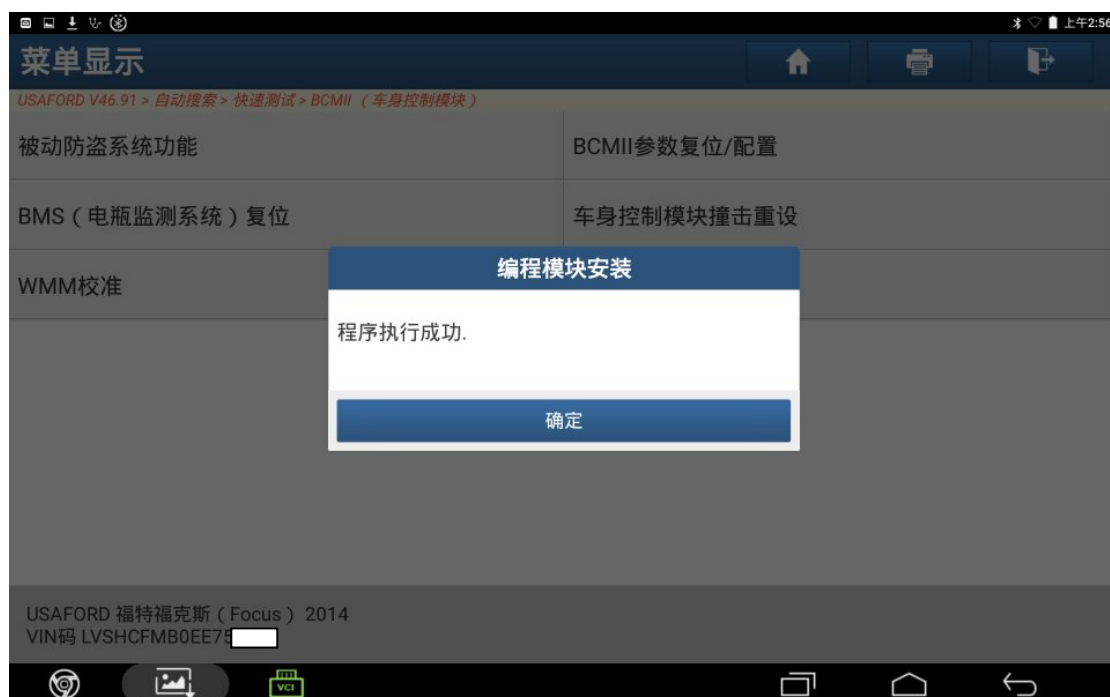 上午2:56
菜单显示
USAFORD V46.91 > 自动搜索 > 快速测试 > BCMII （车身控制模块）
被动防盗系统功能
BCMII参数复位/配置
BMS（电瓶监测系统）复位
车身控制模块撞击重设
WMM校准
编程模块安装
程序执行成功.
确定
USAFORD 福特福克斯（Focus） 2014
VIN码 LVSHCFMB0EE75
VCI